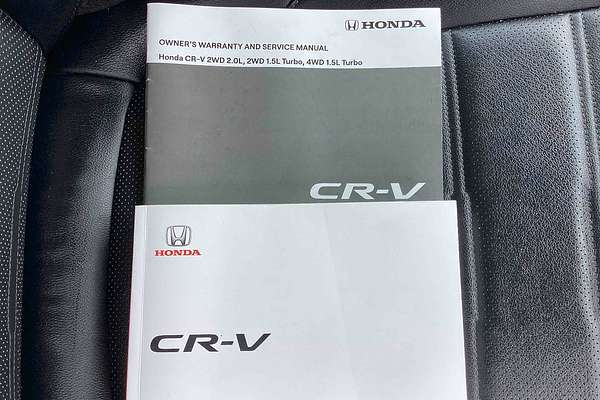 HONDA
OWNER'S WARRANTY AND SERVICE MANUAL
Honda CR-V 2WD 2.0L, 2WD 1.5L Turbo, 4WD 1.5L Turbo
CR-V
HONDA
CR-V